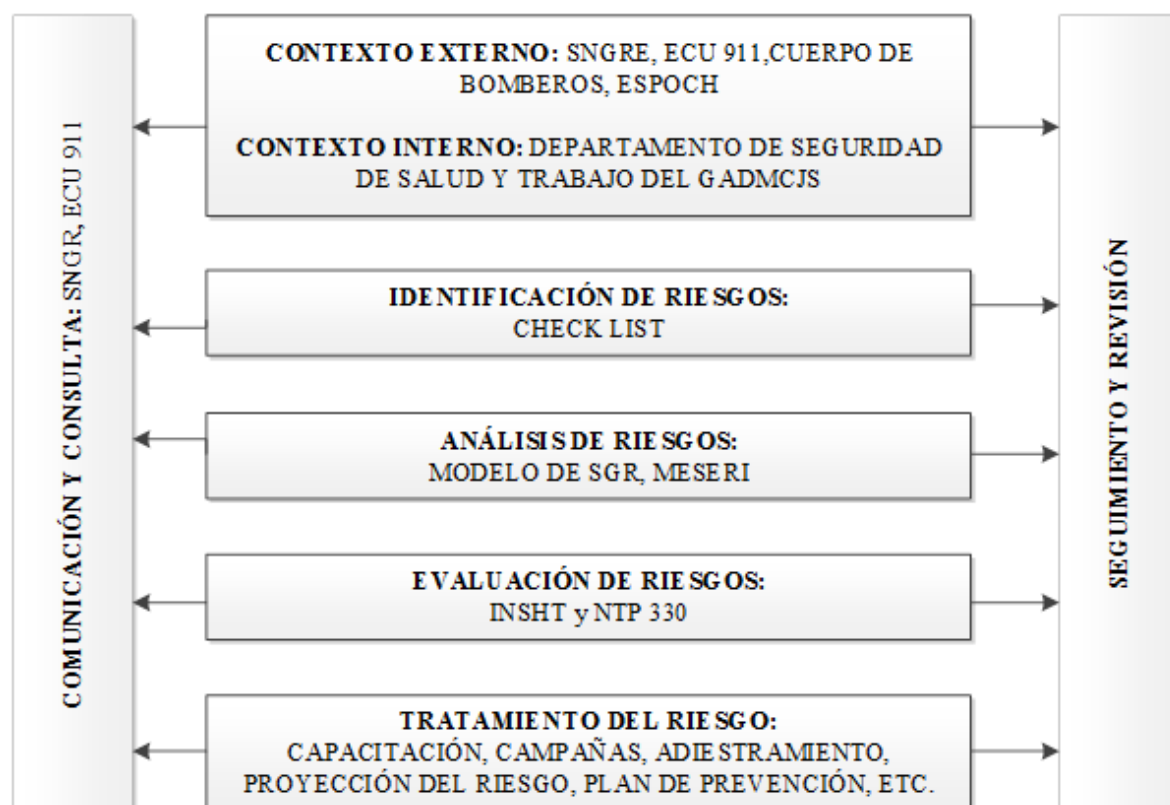 COMUNICACIÓN Y CONSULTA: SNGR, ECU 911
CONTEXTO EXTERNO: SNGRE, ECU 911,CUERPO DE
BOMBEROS, ESPOCH
CONTEXTO INTERNO: DEPARTAMENTO DE SEGURIDAD
DE SALUD Y TRABAJO DEL GADMCJS
IDENTIFICACIÓN DE RIESGOS:
CHECK LIST
ANÁLISIS DE RIESGOS:
MODELO DE SGR, MESERI
EVALUACIÓN DE RIESGOS:
INSHT y NTP 330
TRATAMIENTO DEL RIESGO:
CAPACITACIÓN, CAMPAÑAS, ADIESTRAMIENTO,
PROYECCIÓN DEL RIESGO, PLAN DE PREVENCIÓN, ETC.
SEGUIMIENTO Y REVISIÓN